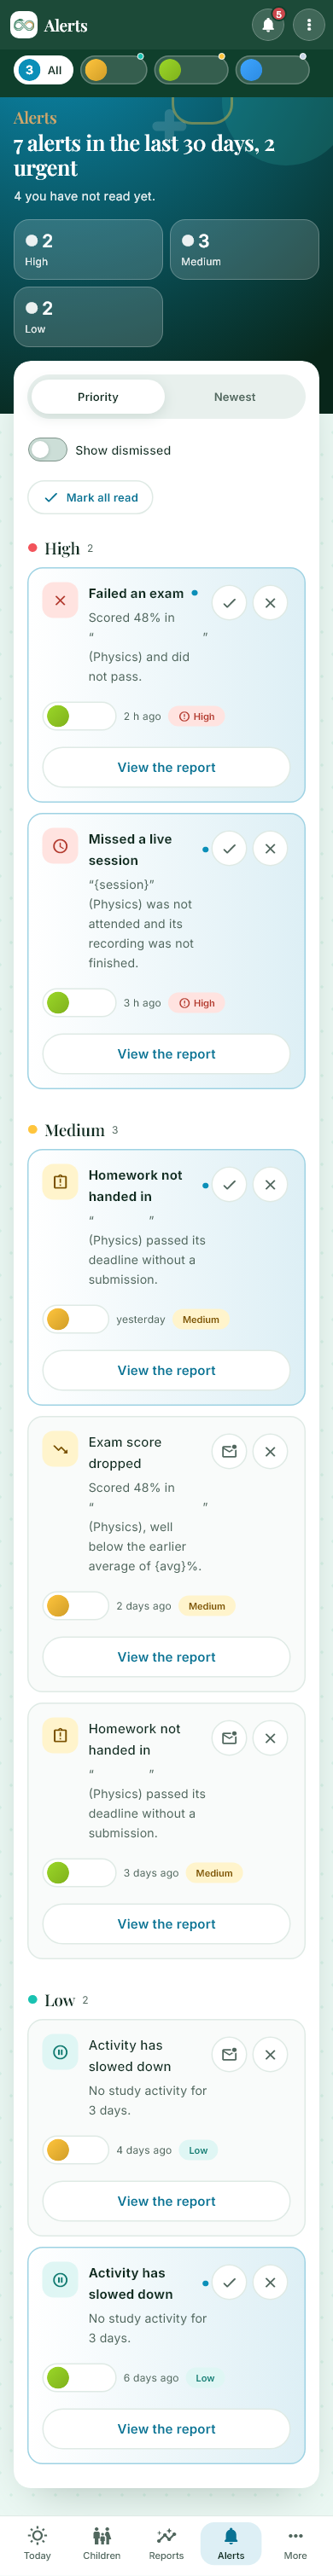 Alerts
5
3 All
Alerts
7 alerts in the last 30 days, 2
urgent
4 you have not read yet.
2
High
3
Medium
2
Low
Priority
Newest
Show dismissed
Mark all read
High 2
Failed an exam
Scored 48% in
“ ”
(Physics) and did
not pass.
2 h ago
High
View the report
Missed a live
session
“{session}”
(Physics) was not
attended and its
recording was not
finished.
3 h ago
High
View the report
Medium 3
Homework not
handed in
“ ”
(Physics) passed its
deadline without a
submission.
yesterday
Medium
View the report
Exam score
dropped
Scored 48% in
“ ”
(Physics), well
below the earlier
average of {avg}%.
2 days ago
Medium
View the report
Homework not
handed in
“ ”
(Physics) passed its
deadline without a
submission.
3 days ago
Medium
View the report
Low 2
Activity has
slowed down
No study activity for
3 days.
4 days ago
Low
View the report
Activity has
slowed down
No study activity for
3 days.
6 days ago
Low
View the report
Today
Children
Reports
Alerts
More